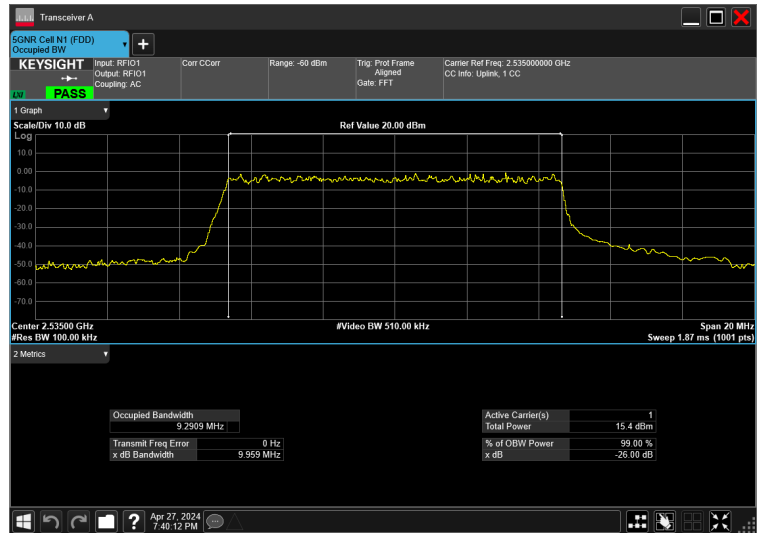 Transceiver A
5GNR Cell N1 (FDD)
Occupied BW
+
KEYSIGHT
LXI
PASS
Input: RFIO1
Output: RFIO1
Coupling: AC
Corr CCorr
Range: -60 dBm
Trig: Prot Frame
Aligned
Gate: FFT
Carrier Ref Freq: 2.535000000 GHz
CC Info: Uplink, 1 CC
1 Graph
Scale/Div 10.0 dB
Ref Value 20.00 dBm
Log
10.0
0.00
-10.0
-20.0
-30.0
-40.0
-50.0
-60.0
-70.0
Center 2.53500 GHz
#Video BW 510.00 kHz
Span 20 MHz
#Res BW 100.00 kHz
Sweep 1.87 ms (1001 pts)
2 Metrics
Occupied Bandwidth
9.2909 MHz
Transmit Freq Error 0 Hz
x dB Bandwidth 9.959 MHz
Active Carrier(s) 1
Total Power 15.4 dBm
% of OBW Power 99.00 %
x dB -26.00 dB
?
Apr 27, 2024
7:40:12 PM